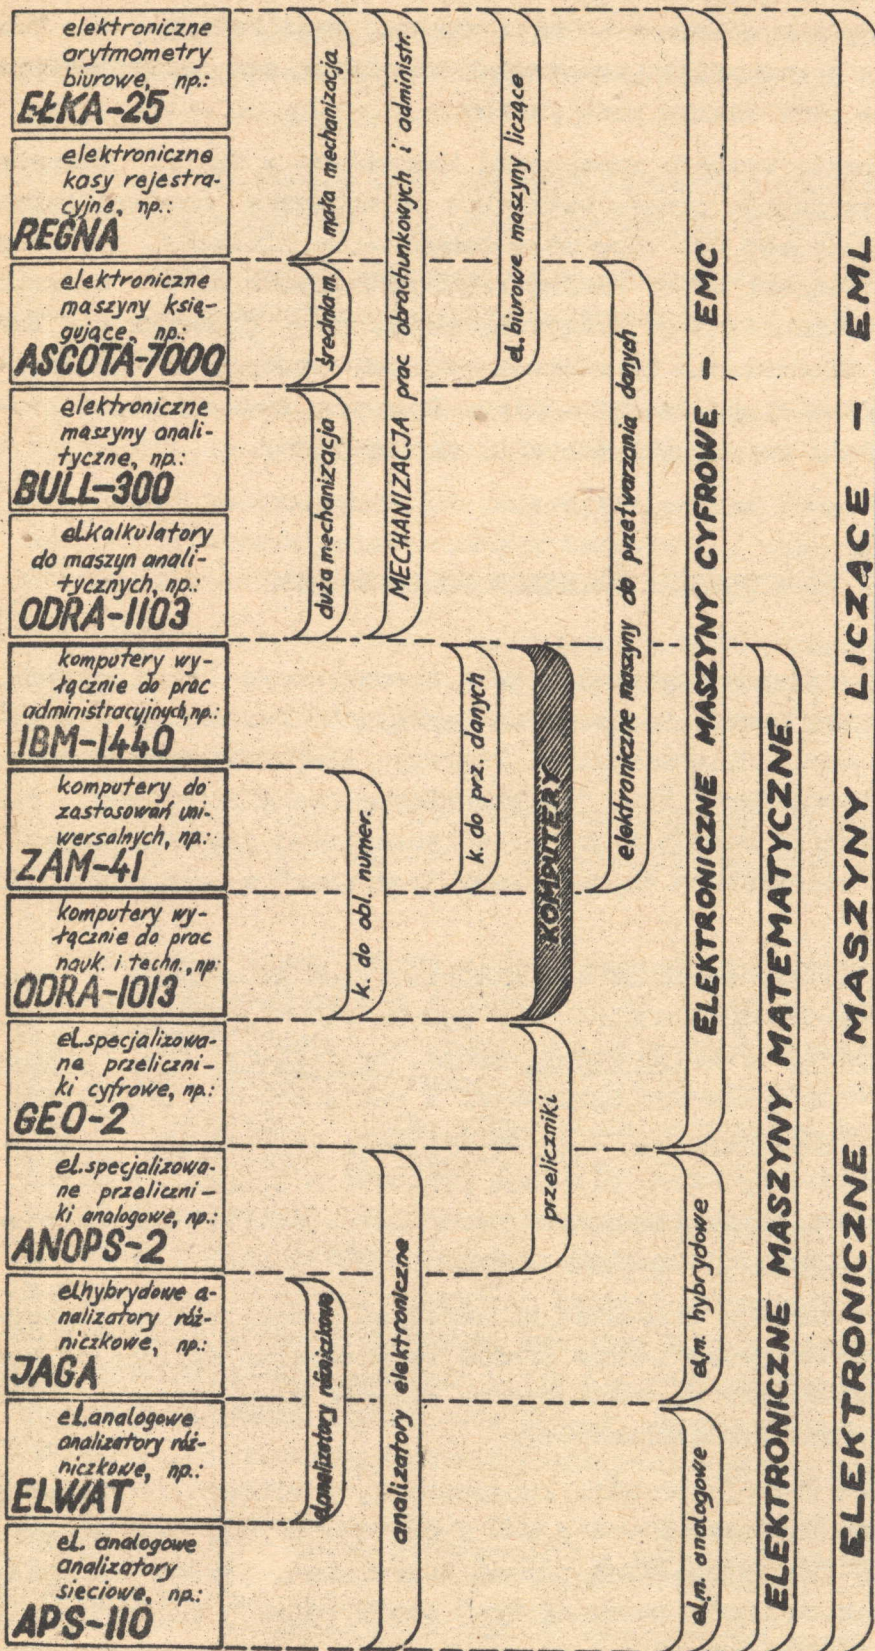 elektroniczne
arytmometry
biurowe, np.:
EŁKA-25
elektroniczne
kasy rejestra-
cyjne, np.:
REGNA
elektroniczne
maszyny księ-
gujące, np.:
ASCOTA-7000
elektroniczne
maszyny anali-
tyczne, np.:
BULL-300
el.kalkulatory
do maszyn anali-
tycznych, np.:
ODRA-1103
komputery wy-
łącznie do prac
administracyjnych, np.:
IBM-1440
komputery do
zastosowań uni-
wersalnych, np.:
ZAM-41
komputery wy-
łącznie do prac
nauk. i techn., np:
ODRA-1013
el.specjalizowa-
ne przeliczni-
ki cyfrowe, np.:
GEO-2
el.specjalizowa-
ne przeliczni-
ki analogowe, np.:
ANOPS-2
el.hybrydowe a-
nalizatory róż-
niczkowe, np.:
JAGA
el.analogowe
analizatory róż-
niczkowe, np.:
ELWAT
el. analogowe
analizatory
sieciowe, np.:
APS-110
mała mechanizacja
średnia m.
duża mechanizacja
el.analizatory różniczkowe
k. do obl. numer.
MECHANIZACJA prac obrachunkowych i administr.
analizatory elektroniczne
k. do prz. danych
el. biurowe maszyny liczące
KOMPUTERY
przeliczniki
elektroniczne maszyny do przetwarzania danych
ELEKTRONICZNE MASZYNY CYFROWE - EMC
el.m. hybrydowe
el.m. analogowe
ELEKTRONICZNE MASZYNY MATEMATYCZNE
ELEKTRONICZNE MASZYNY LICZĄCE - EML